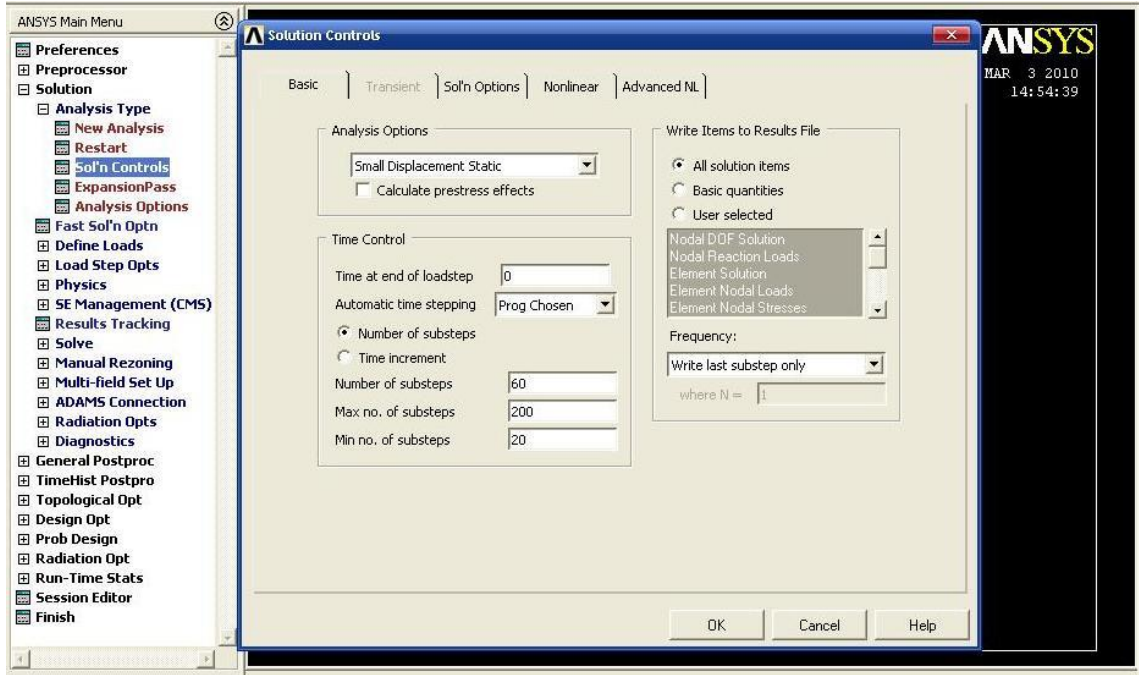 ANSYS Main Menu
Preferences
Preprocessor
Solution
Analysis Type
New Analysis
Restart
Sol'n Controls
ExpansionPass
Analysis Options
Fast Sol'n Optn
Define Loads
Load Step Opts
Physics
SE Management (CMS)
Results Tracking
Solve
Manual Rezoning
Multi-field Set Up
ADAMS Connection
Radiation Opts
Diagnostics
General Postproc
TimeHist Postpro
Topological Opt
Design Opt
Prob Design
Radiation Opt
Run-Time Stats
Session Editor
Finish
Solution Controls
Basic Transient Sol'n Options Nonlinear Advanced NL
Analysis Options
Small Displacement Static
Calculate prestress effects
Time Control
Time at end of loadstep 0
Automatic time stepping Prog Chosen
Number of substeps
Time increment
Number of substeps 60
Max no. of substeps 200
Min no. of substeps 20
Write Items to Results File
All solution items
Basic quantities
User selected
Nodal DOF Solution
Nodal Reaction Loads
Element Solution
Element Nodal Loads
Element Nodal Stresses
Frequency:
Write last substep only
where N = 1
OK Cancel Help
ANSYS
MAR 3 2010
14:54:39